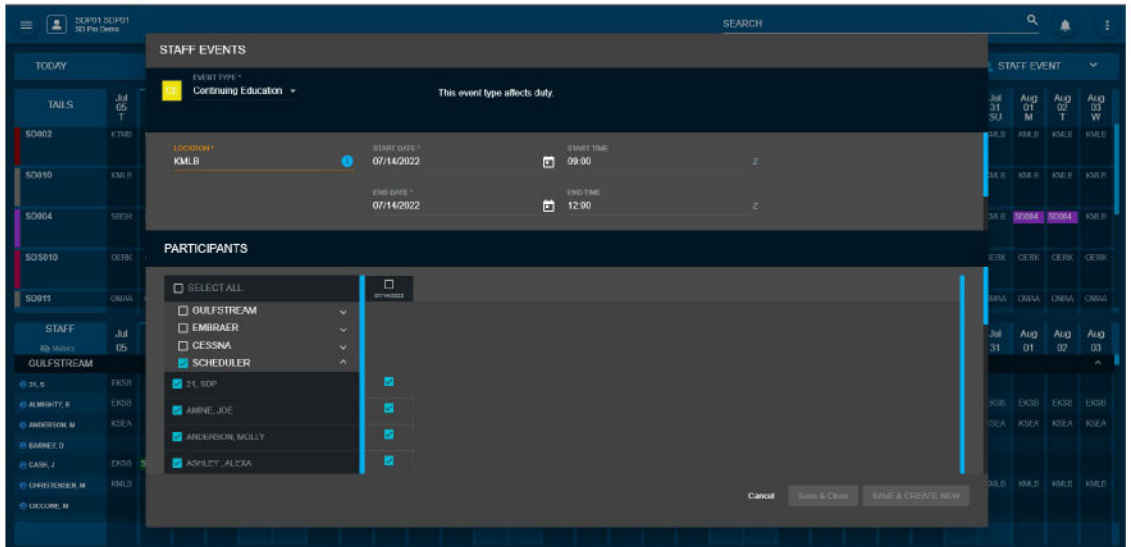 SDP01 SDP01
SD Pro Demo
SEARCH
STAFF EVENTS
TODAY
STAFF EVENT
EVENT TYPE *
CE
Continuing Education
This event type affects duty.
TAILS
Jul
05
T
Jul
31
SU
Aug
01
M
Aug
02
T
Aug
03
W
SD002
KTMB
KMLB KMLB KMLB
LOCATION *
KMLB
START DATE *
07/14/2022
START TIME
09:00
Z
SD010
KMLB
KMLB KMLB KMLB
END DATE *
07/14/2022
END TIME
12:00
Z
SD004
SBGR
SD004 SD004 KMLB
PARTICIPANTS
SDS010
OERK
OERK OERK OERK
SELECT ALL
07/14/2022
SD011
OMAA
OMAA OMAA OMAA
GULFSTREAM
EMBRAER
CESSNA
SCHEDULER
STAFF
Metrics
Jul
05
Jul
31
Aug
01
Aug
02
Aug
03
GULFSTREAM
21, S
EKSB
21, SDP
ALMIGHTY, B
EKSB
EKSB EKSB EKSB
AMINE, JOE
ANDERSON, M
KSEA
KSEA KSEA KSEA
ANDERSON, MOLLY
BARNEY, D
CASH, J
EKSB
ASHLEY , ALEXA
CHRISTENSEN, M
KMLB
KMLB KMLB KMLB
CICCONE, M
Cancel
Save & Close
SAVE & CREATE NEW